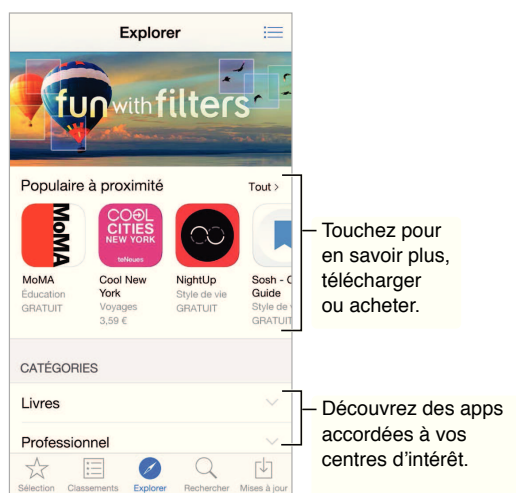 Explorer
fun with filters
Populaire à proximité Tout >
MoMA
COOL
CITIES
NEW YORK
teNeues
MoMA Cool New NightUp Sosh - C
Éducation York Style de vie Guide
GRATUIT Voyages GRATUIT Style de
3,59 € GRATUIT
Touchez pour
en savoir plus,
télécharger
ou acheter.
CATÉGORIES
Livres
Professionnel
Découvrez des apps
accordées à vos
centres d'intérêt.
Sélection Classements Explorer Rechercher Mises à jour